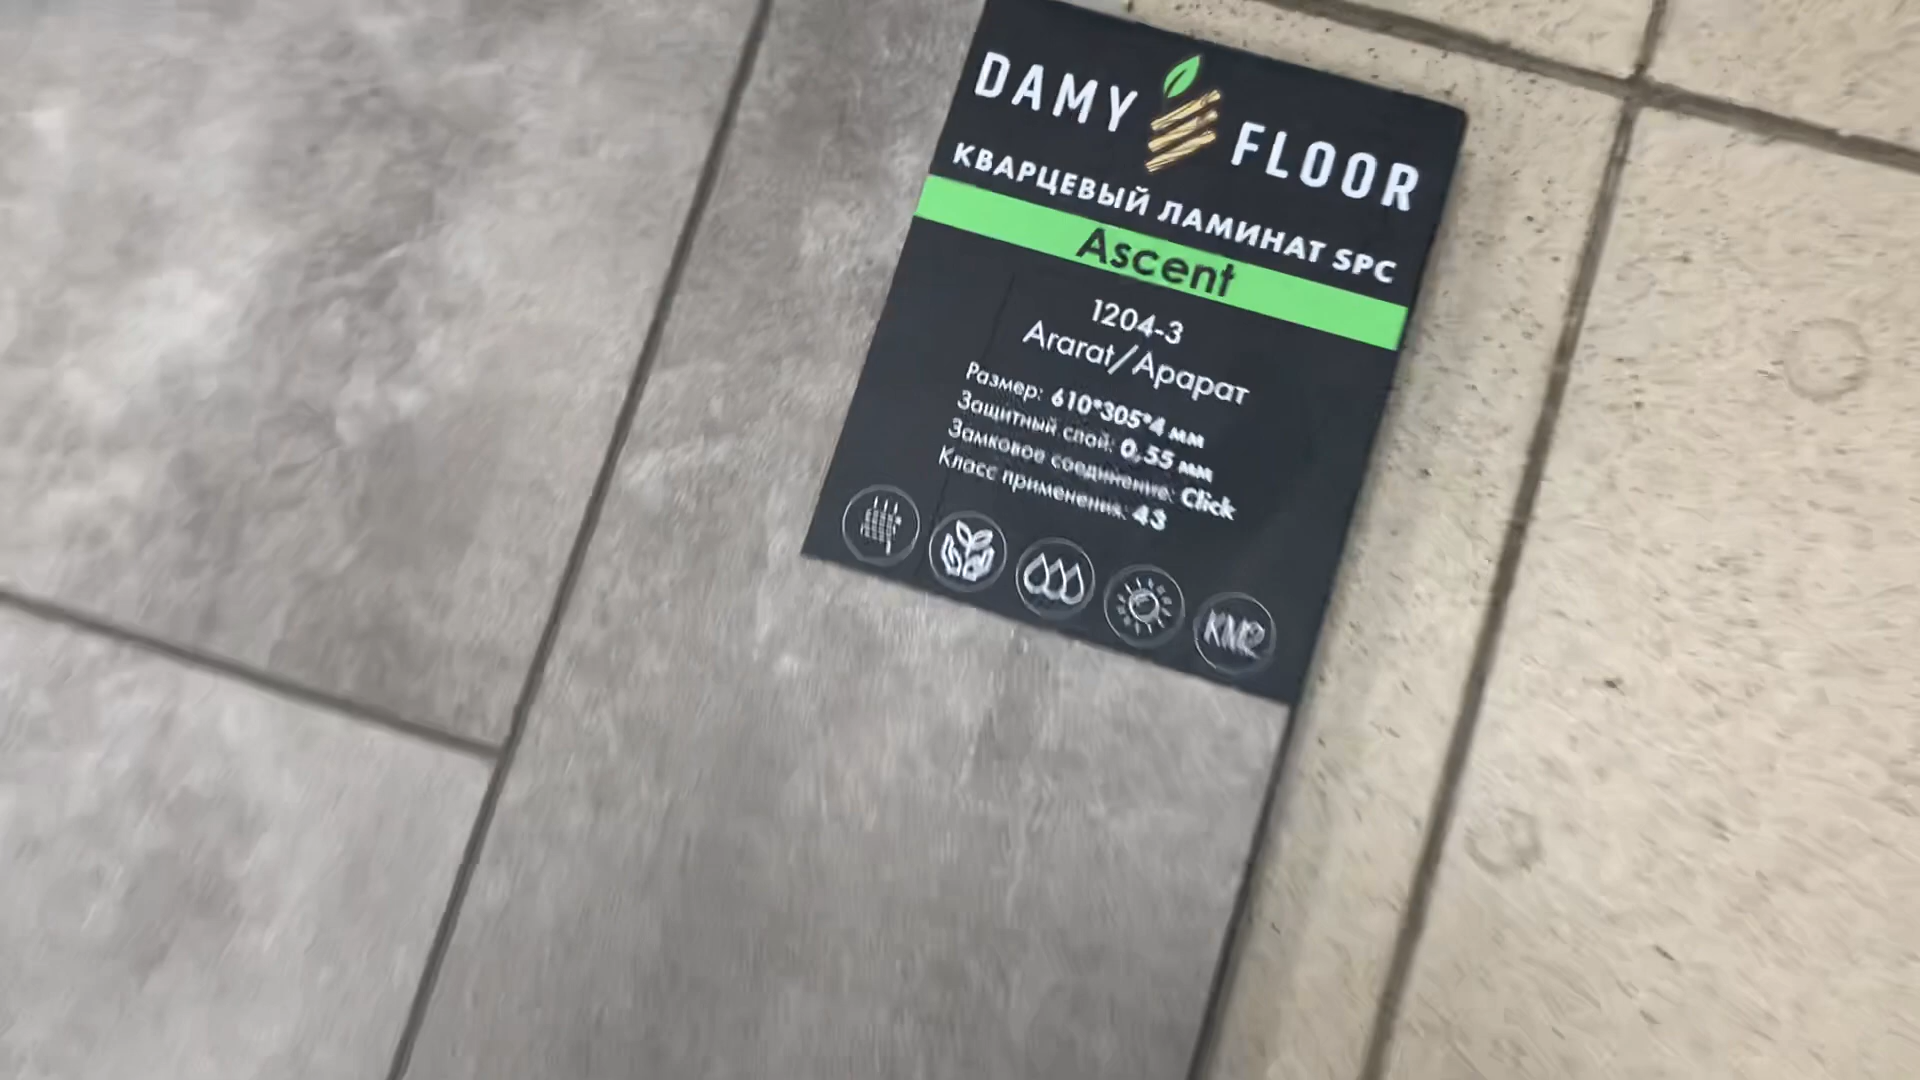 DAMY FLOOR
КВАРЦЕВЫЙ ЛАМИНАТ SPC
Ascent
1204-3
Ararat/Арарат
Размер: 610*305*4 мм
Защитный слой: 0,55 мм
Замковое соединение: Click
Класс применения: 43
КМ2